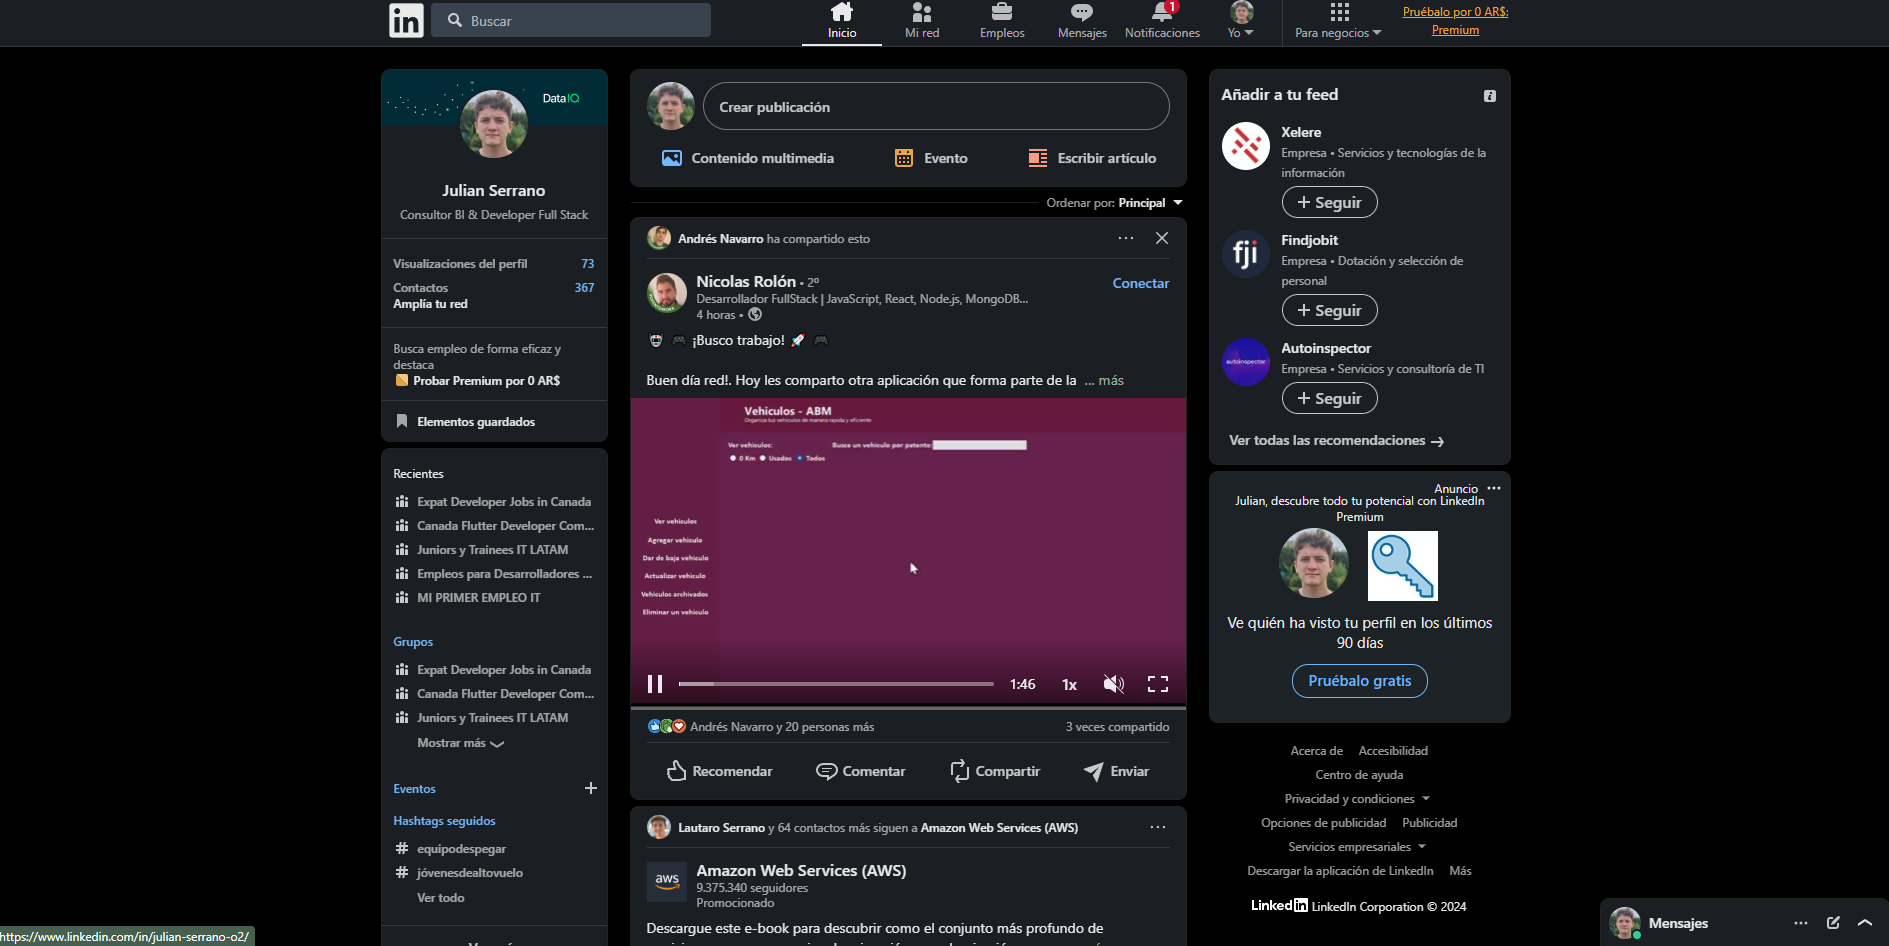 in
Buscar
Inicio
Mi red
Empleos
Mensajes
1
Notificaciones
Yo
Para negocios
Pruébalo por 0 AR$:
Premium
Data IQ
Julian Serrano
Consultor BI & Developer Full Stack
Visualizaciones del perfil 73
Contactos 367
Amplía tu red
Busca empleo de forma eficaz y
destaca
Probar Premium por 0 AR$
Elementos guardados
Recientes
Expat Developer Jobs in Canada
Canada Flutter Developer Com...
Juniors y Trainees IT LATAM
Empleos para Desarrolladores ...
MI PRIMER EMPLEO IT
Grupos
Expat Developer Jobs in Canada
Canada Flutter Developer Com...
Juniors y Trainees IT LATAM
Mostrar más
Eventos
Hashtags seguidos
# equipodespegar
# jóvenesdealtovuelo
Ver todo
https://www.linkedin.com/in/julian-serrano-o2/
Crear publicación
Contenido multimedia
Evento
Escribir artículo
Ordenar por: Principal
Andrés Navarro ha compartido esto
Nicolas Rolón • 2º
Conectar
Desarrollador FullStack | JavaScript, React, Node.js, MongoDB...
4 horas •
¡Busco trabajo!
Buen día red!. Hoy les comparto otra aplicación que forma parte de la ... más
Vehiculos - ABM
Organiza tus vehiculos de manera rapida y eficiente
Ver vehiculos:
Busca un vehiculo por patente:
0 Km
Usados
Todos
Ver vehiculos
Agregar vehiculo
Dar de baja vehiculo
Actualizar vehiculo
Vehiculos archivados
Eliminar un vehiculo
1:46
1x
Andrés Navarro y 20 personas más
3 veces compartido
Recomendar
Comentar
Compartir
Enviar
Lautaro Serrano y 64 contactos más siguen a Amazon Web Services (AWS)
aws
Amazon Web Services (AWS)
9.375.340 seguidores
Promocionado
Descargue este e-book para descubrir como el conjunto más profundo de
Añadir a tu feed
Xelere
Empresa • Servicios y tecnologías de la
información
+ Seguir
fji
Findjobit
Empresa • Dotación y selección de
personal
+ Seguir
autoinspector
Autoinspector
Empresa • Servicios y consultoría de TI
+ Seguir
Ver todas las recomendaciones →
Anuncio
Julian, descubre todo tu potencial con LinkedIn
Premium
Ve quién ha visto tu perfil en los últimos
90 días
Pruébalo gratis
Acerca de
Accesibilidad
Centro de ayuda
Privacidad y condiciones
Opciones de publicidad
Publicidad
Servicios empresariales
Descargar la aplicación de LinkedIn
Más
LinkedIn LinkedIn Corporation © 2024
Mensajes